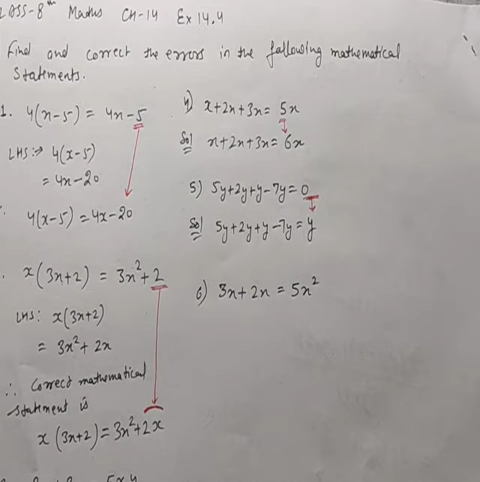 LASS-8th Maths CH-14 Ex 14.4
Find and correct the errors in the following mathematical
Statements.
1. 4(x-5) = 4x-5
LHS:⇒ 4(x-5)
= 4x-20
4(x-5) = 4x-20
. x(3x+2) = 3x²+2
LHS: x(3x+2)
= 3x²+2x
∴ Correct mathematical
statement is
x(3x+2) = 3x²+2x
4) x+2x+3x = 5x
Sol x+2x+3x = 6x
5) 5y+2y+y-7y = 0
Sol 5y+2y+y-7y = y
6) 3x+2x = 5x²